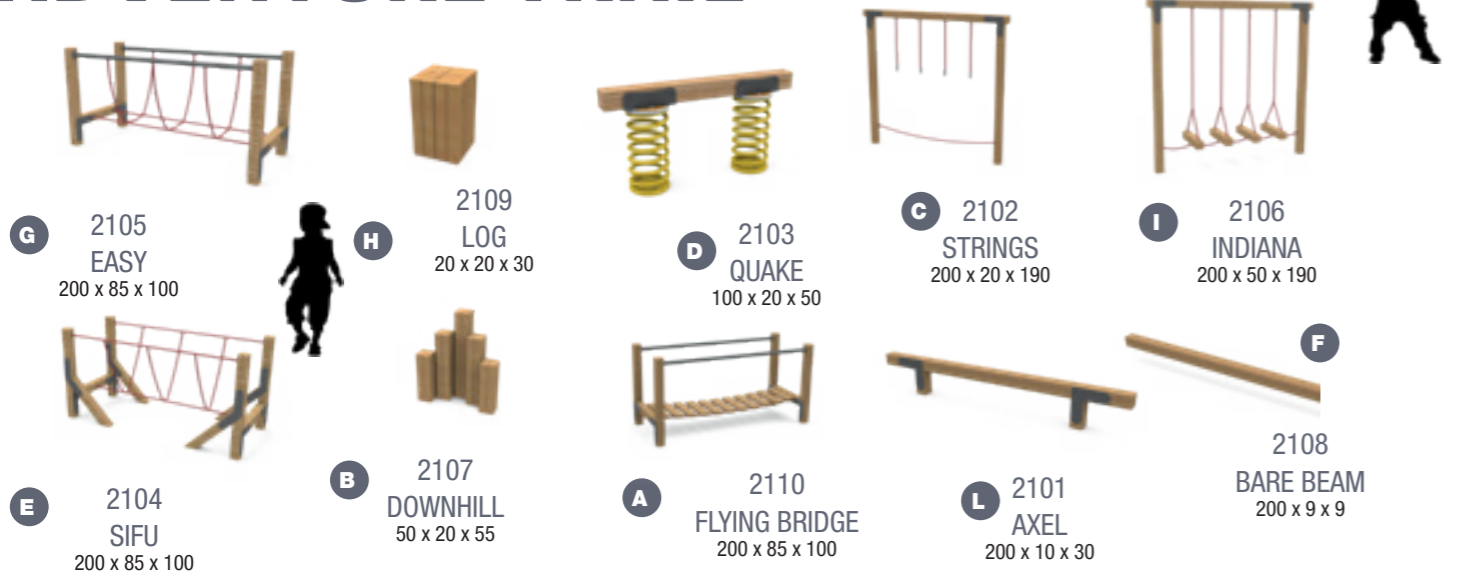 G
2105
EASY
200 x 85 x 100
H
2109
LOG
20 x 20 x 30
D
2103
QUAKE
100 x 20 x 50
C
2102
STRINGS
200 x 20 x 190
I
2106
INDIANA
200 x 50 x 190
E
2104
SIFU
200 x 85 x 100
B
2107
DOWNHILL
50 x 20 x 55
A
2110
FLYING BRIDGE
200 x 85 x 100
L
2101
AXEL
200 x 10 x 30
F
2108
BARE BEAM
200 x 9 x 9